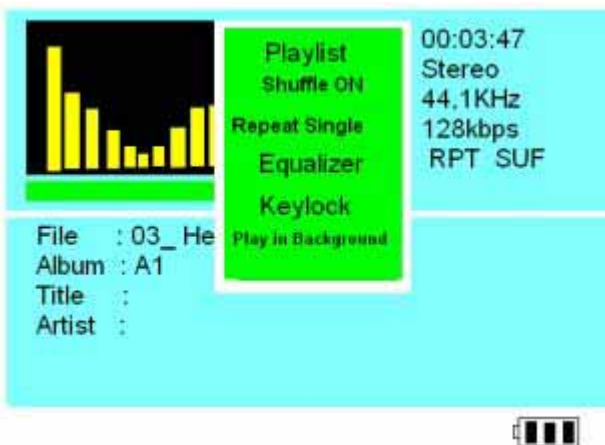 Playlist
Shuffle ON
Repeat Single
Equalizer
Keylock
Play in Background
00:03:47
Stereo
44.1KHz
128kbps
RPT SUF
File : 03_ He
Album : A1
Title :
Artist :